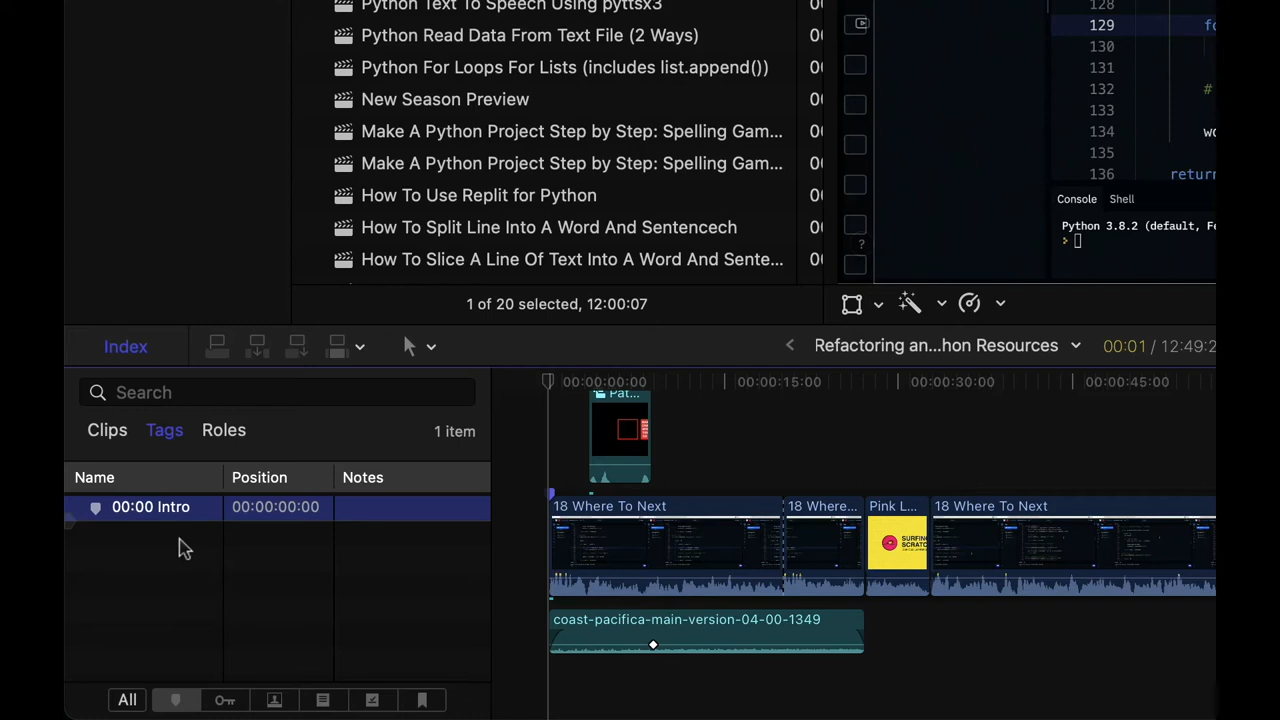 Python Text To Speech Using pyttsx3
Python Read Data From Text File (2 Ways)
Python For Loops For Lists (includes list.append())
New Season Preview
Make A Python Project Step by Step: Spelling Gam...
Make A Python Project Step by Step: Spelling Gam...
How To Use Replit for Python
How To Split Line Into A Word And Sentencech
How To Slice A Line Of Text Into A Word And Sente...
1 of 20 selected, 12:00:07
128
129 fo
130
131
132 #
133
134 wo
135
136 return
Console Shell
Python 3.8.2 (default, Fe
?
Index
Refactoring an...hon Resources
00:01 / 12:49:2
Search
Clips Tags Roles 1 item
Name Position Notes
00:00 Intro 00:00:00:00
00:00:00:00 00:00:15:00 00:00:30:00 00:00:45:00
Pat...
18 Where To Next 18 Where... Pink L... 18 Where To Next
coast-pacifica-main-version-04-00-1349
All